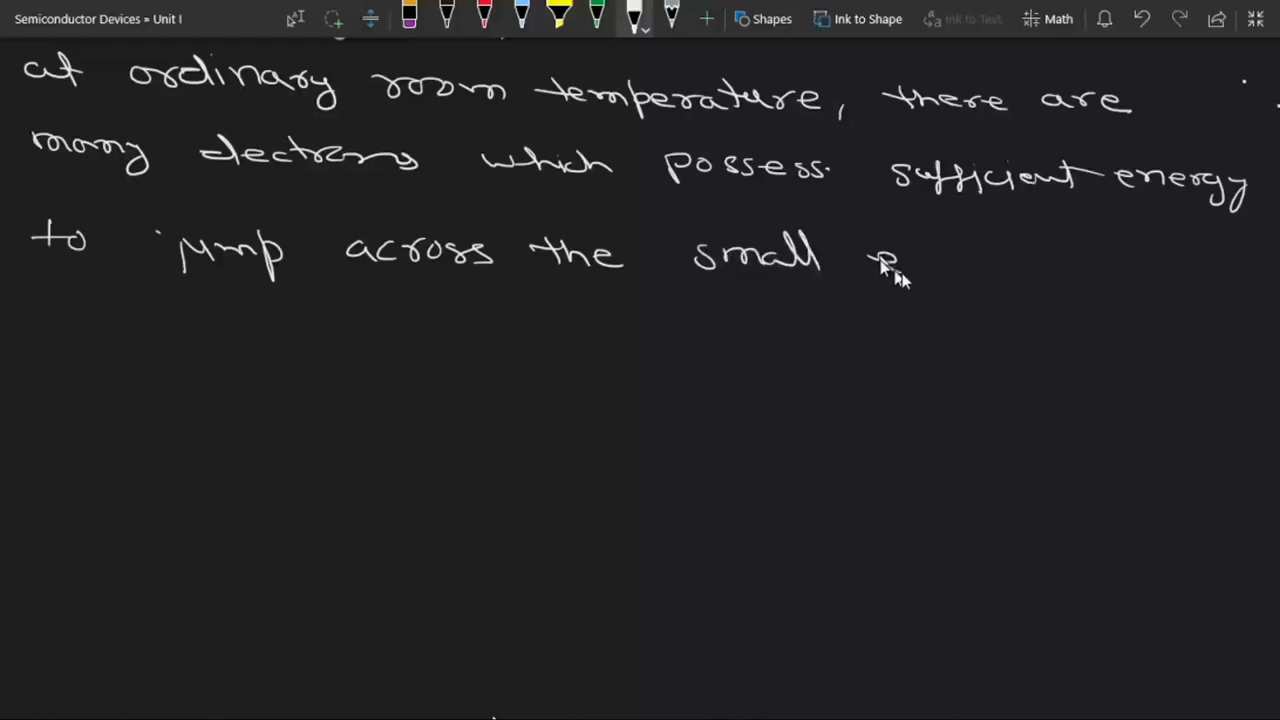 Semiconductor Devices » Unit I
Shapes Ink to Shape Ink to Text Math
at ordinary room temperature, there are
many electrons which possess sufficient energy
to jump across the small e